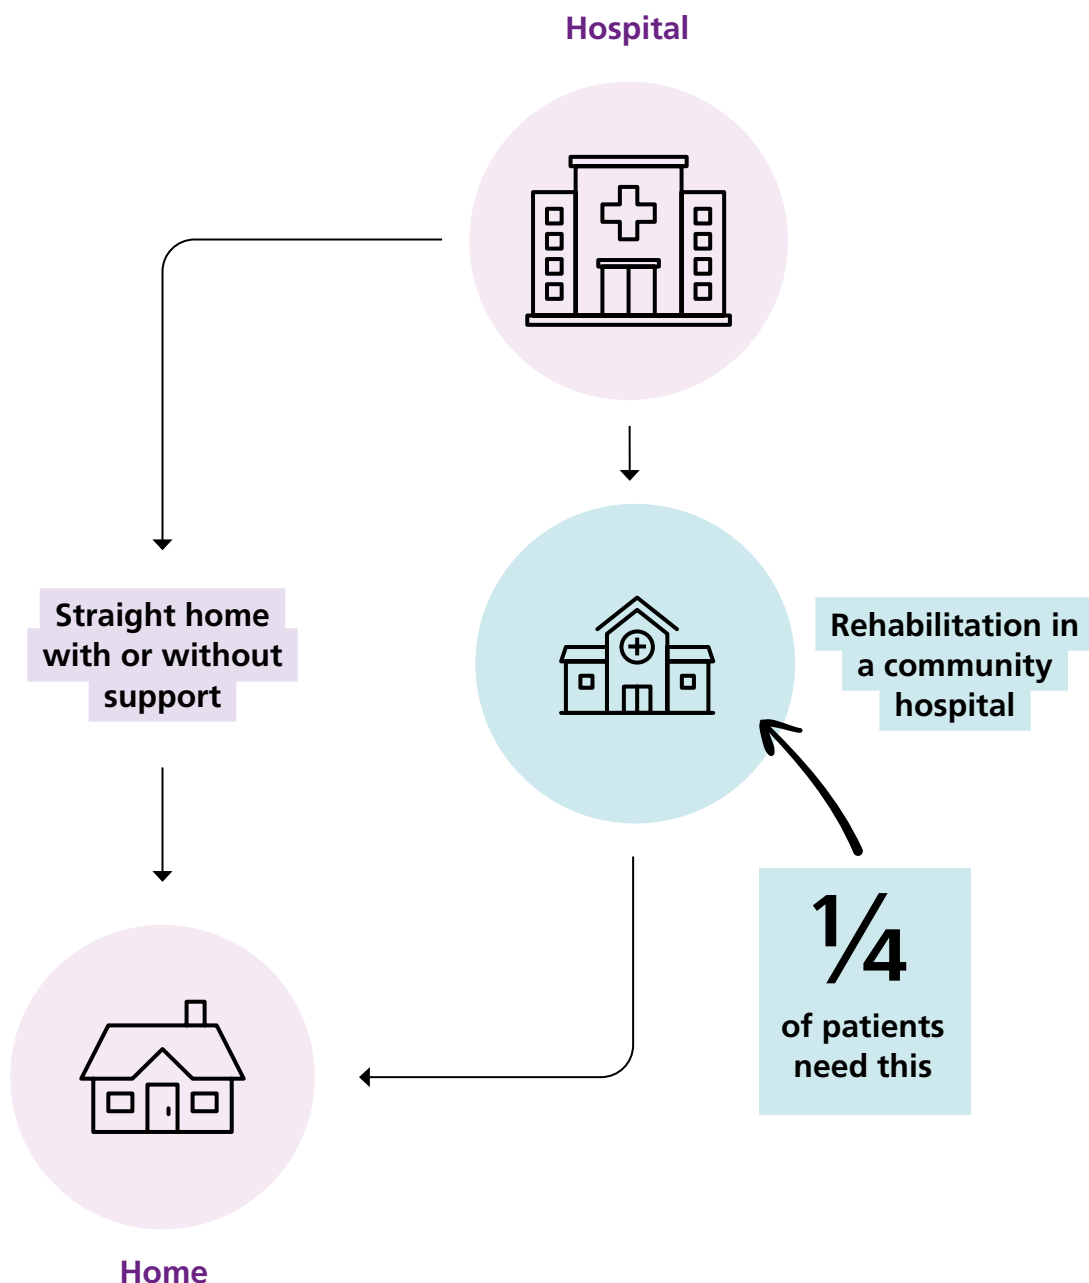 Hospital
Straight home
with or without
support
Rehabilitation in
a community
hospital
¼
of patients
need this
Home